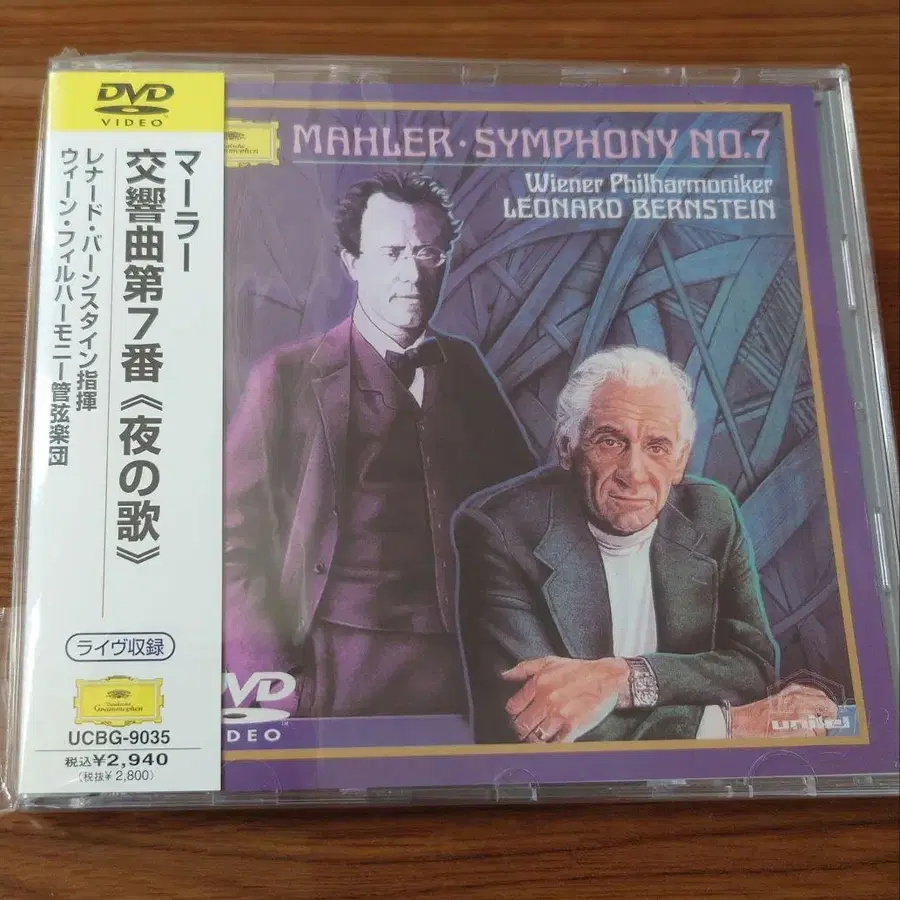 DVD
VIDEO
マーラー
交響曲第7番《夜の歌》
レナード・バーンスタイン指揮
ウィーン・フィルハーモニー管弦楽団
ライヴ収録
Deutsche
Grammophon
UCBG-9035
税込¥2,940
(税抜¥2,800)
Grammophon
MAHLER・SYMPHONY NO.7
Wiener Philharmoniker
LEONARD BERNSTEIN
VD
DEO
unitel